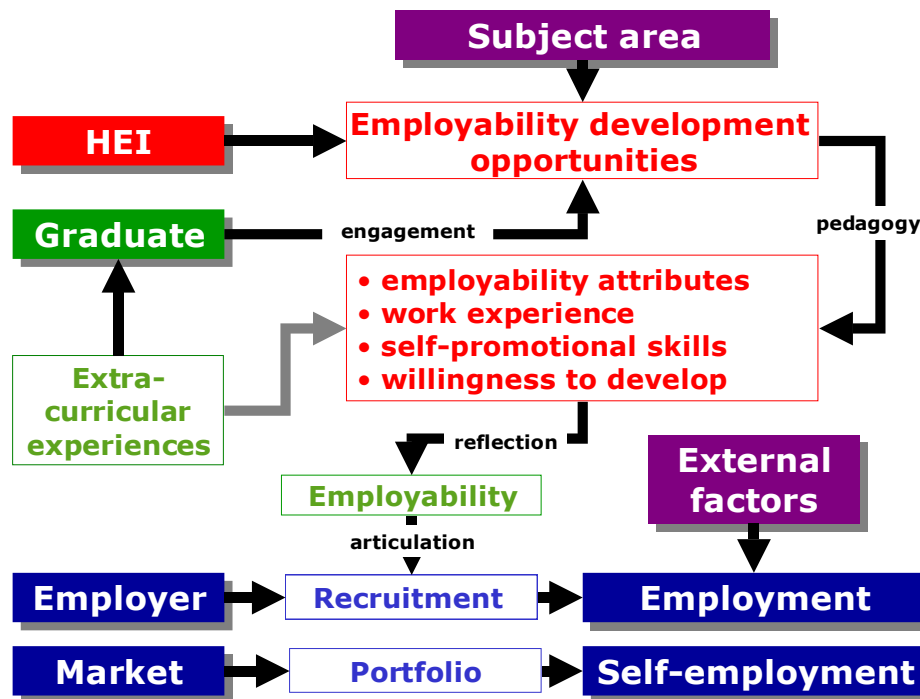 Subject area
HEI
Employability development
opportunities
Graduate
engagement
pedagogy
• employability attributes
• work experience
• self-promotional skills
• willingness to develop
Extra-
curricular
experiences
reflection
External
factors
Employability
articulation
Employer
Recruitment
Employment
Market
Portfolio
Self-employment